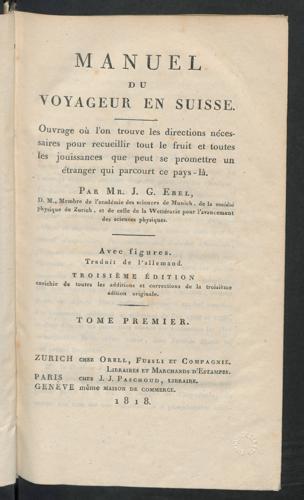 MANUEL
DU
VOYAGEUR EN SUISSE.
Ouvrage où l'on trouve les directions néces-
saires pour recueillir tout le fruit et toutes
les jouissances que peut se promettre un
étranger qui parcourt ce pays-là.
PAR MR. J. G. EBEL,
D. M., Membre de l'académie des sciences de Munich, de la société
physique de Zurich, et de celle de la Wettéravie pour l'avancement
des sciences physiques.
Avec figures.
Traduit de l'allemand.
TROISIÈME ÉDITION
enrichie de toutes les additions et corrections de la troisième
édition originale.
TOME PREMIER.
ZURICH CHEZ ORELL, FUSSLI ET COMPAGNIE.
LIBRAIRES ET MARCHANDS D'ESTAMPES.
PARIS CHEZ J. J. PASCHOUD, LIBRAIRE.
GENÈVE même MAISON DE COMMERCE.
1818.